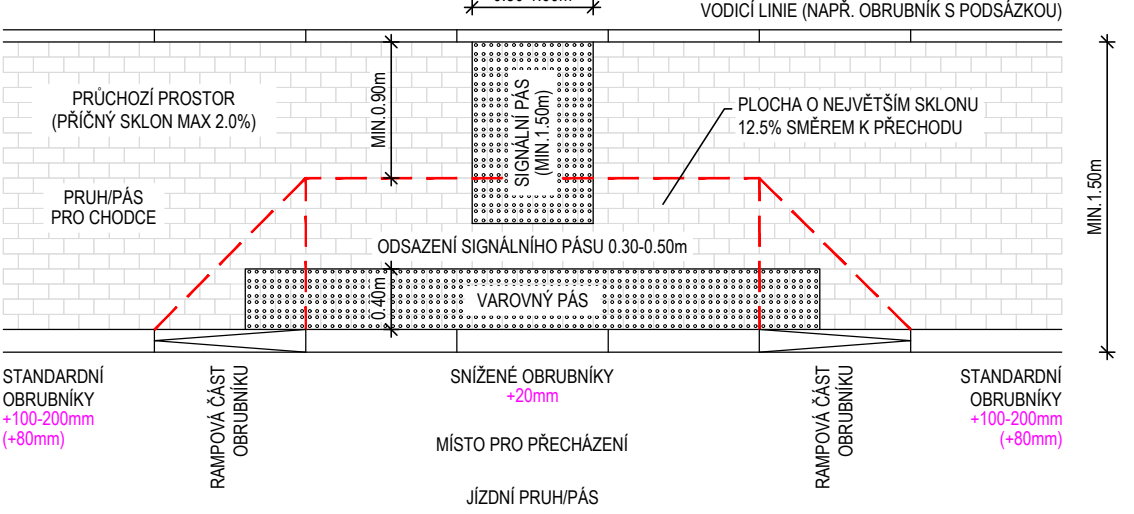 VODICÍ LINIE (NAPŘ. OBRUBNÍK S PODSÁZKOU)
PRŮCHOZÍ PROSTOR
(PŘÍČNÝ SKLON MAX 2.0%)
MIN.0.90m
SIGNÁLNÍ PÁS
(MIN.1.50m)
PLOCHA O NEJVĚTŠÍM SKLONU
12.5% SMĚREM K PŘECHODU
PRUH/PÁS
PRO CHODCE
MIN.1.50m
ODSAZENÍ SIGNÁLNÍHO PÁSU 0.30-0.50m
0.40m
VAROVNÝ PÁS
STANDARDNÍ
OBRUBNÍKY
+100-200mm
(+80mm)
RAMPOVÁ ČÁST
OBRUBNÍKU
SNÍŽENÉ OBRUBNÍKY
+20mm
MÍSTO PRO PŘECHÁZENÍ
JÍZDNÍ PRUH/PÁS
RAMPOVÁ ČÁST
OBRUBNÍKU
STANDARDNÍ
OBRUBNÍKY
+100-200mm
(+80mm)